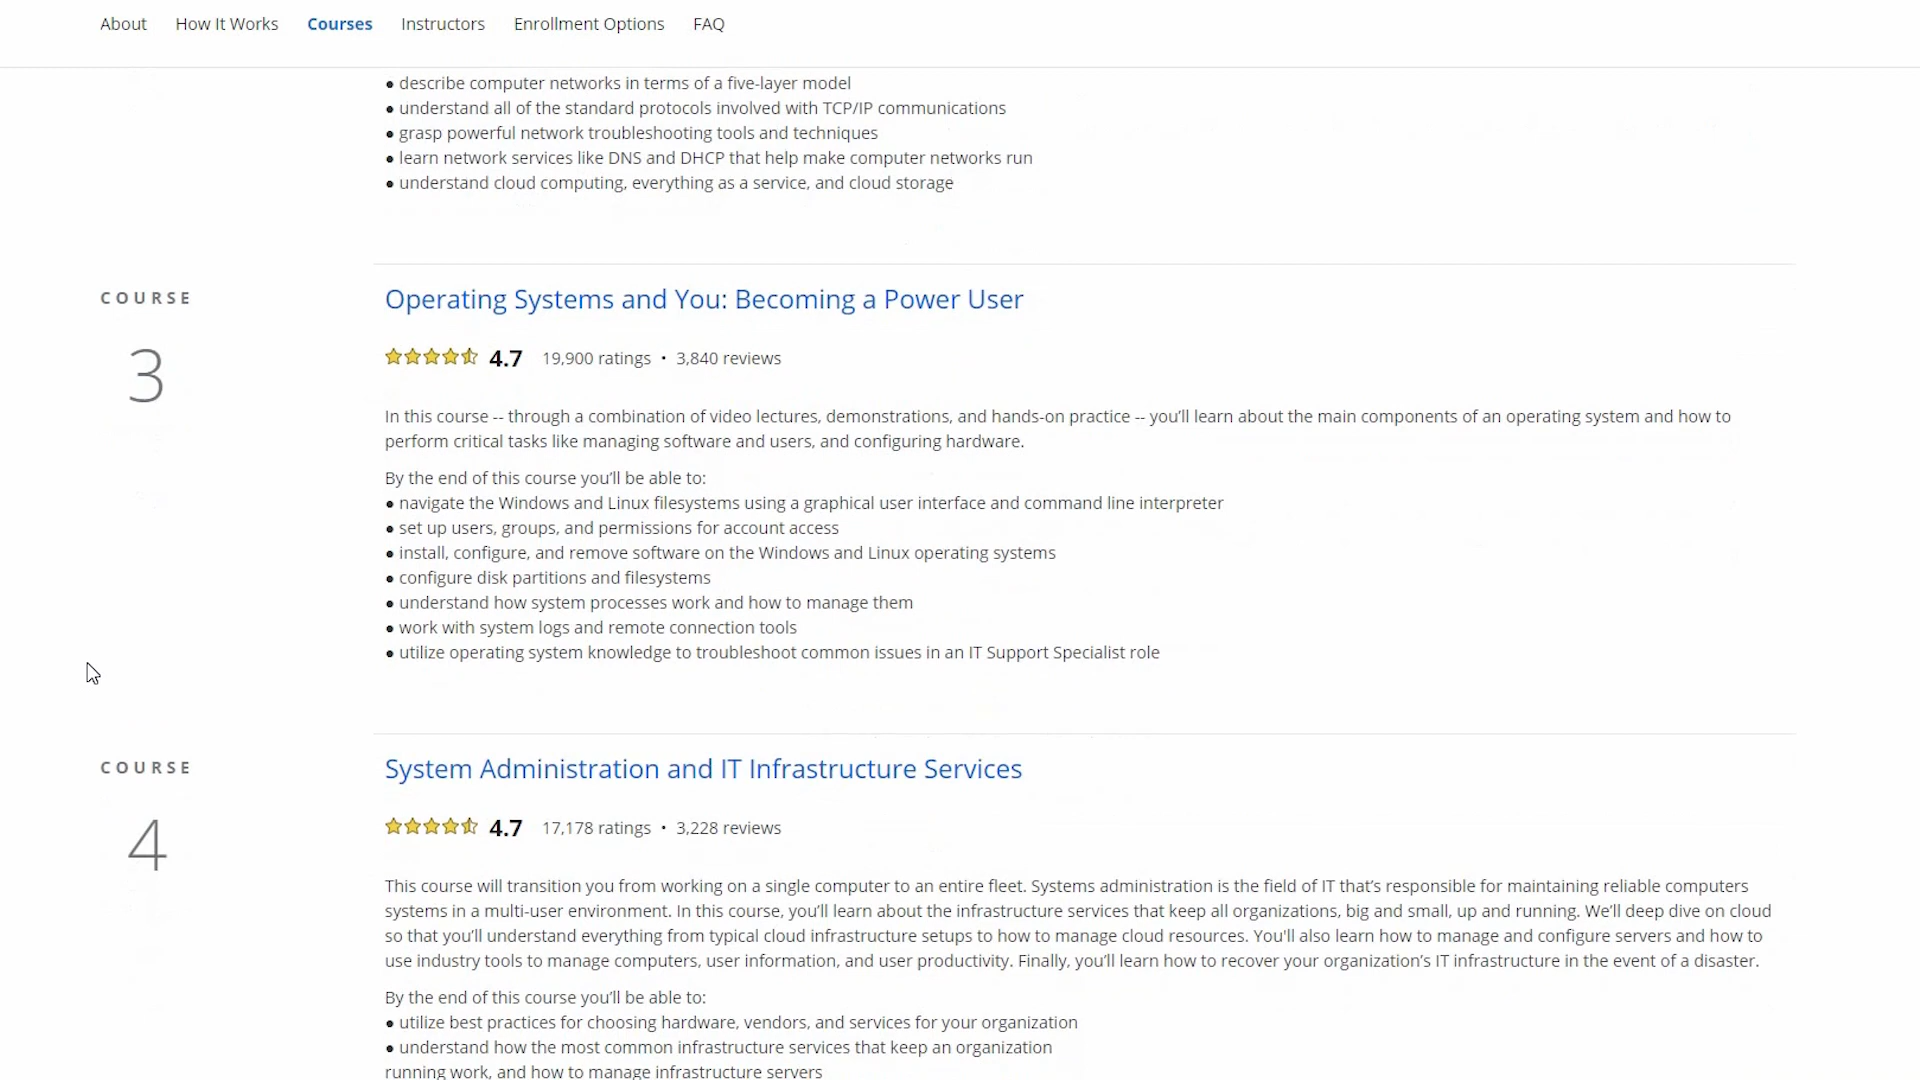 About How It Works Courses Instructors Enrollment Options FAQ
● describe computer networks in terms of a five-layer model
● understand all of the standard protocols involved with TCP/IP communications
● grasp powerful network troubleshooting tools and techniques
● learn network services like DNS and DHCP that help make computer networks run
● understand cloud computing, everything as a service, and cloud storage
COURSE
3
Operating Systems and You: Becoming a Power User
4.7 19,900 ratings • 3,840 reviews
In this course -- through a combination of video lectures, demonstrations, and hands-on practice -- you’ll learn about the main components of an operating system and how to
perform critical tasks like managing software and users, and configuring hardware.
By the end of this course you’ll be able to:
● navigate the Windows and Linux filesystems using a graphical user interface and command line interpreter
● set up users, groups, and permissions for account access
● install, configure, and remove software on the Windows and Linux operating systems
● configure disk partitions and filesystems
● understand how system processes work and how to manage them
● work with system logs and remote connection tools
● utilize operating system knowledge to troubleshoot common issues in an IT Support Specialist role
COURSE
4
System Administration and IT Infrastructure Services
4.7 17,178 ratings • 3,228 reviews
This course will transition you from working on a single computer to an entire fleet. Systems administration is the field of IT that’s responsible for maintaining reliable computers
systems in a multi-user environment. In this course, you’ll learn about the infrastructure services that keep all organizations, big and small, up and running. We’ll deep dive on cloud
so that you’ll understand everything from typical cloud infrastructure setups to how to manage cloud resources. You'll also learn how to manage and configure servers and how to
use industry tools to manage computers, user information, and user productivity. Finally, you’ll learn how to recover your organization’s IT infrastructure in the event of a disaster.
By the end of this course you’ll be able to:
● utilize best practices for choosing hardware, vendors, and services for your organization
● understand how the most common infrastructure services that keep an organization
running work, and how to manage infrastructure servers